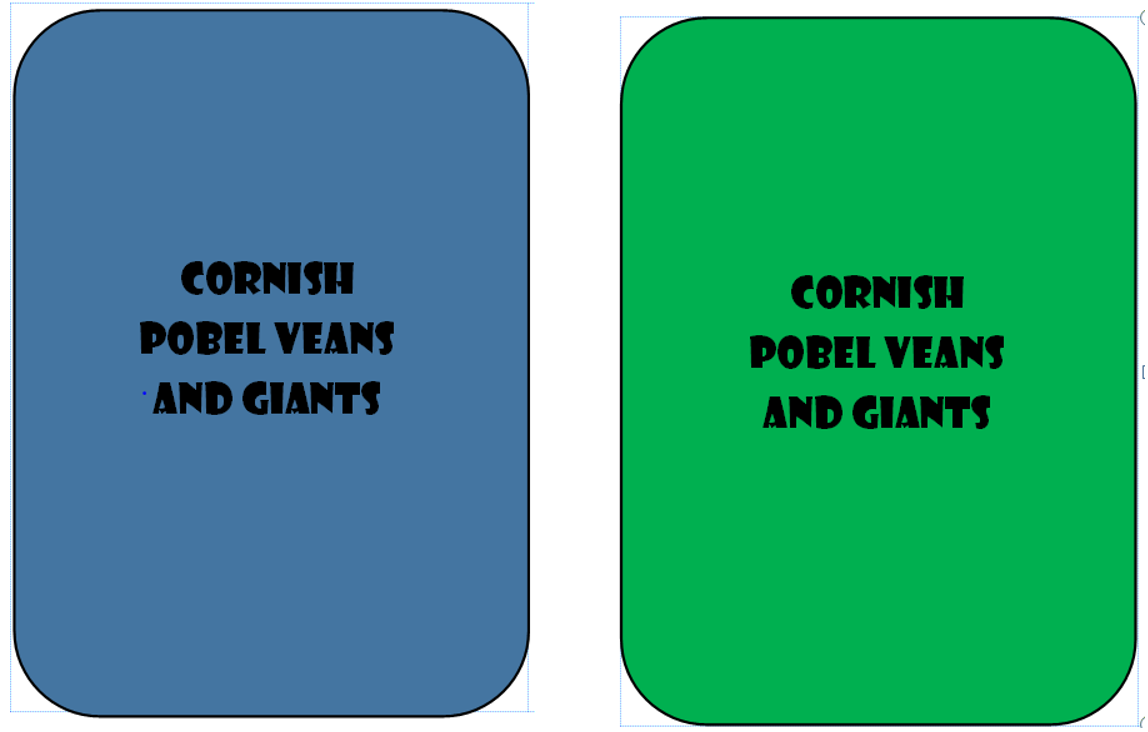 CORNISH
POBEL VEANS
AND GIANTS
CORNISH
POBEL VEANS
AND GIANTS